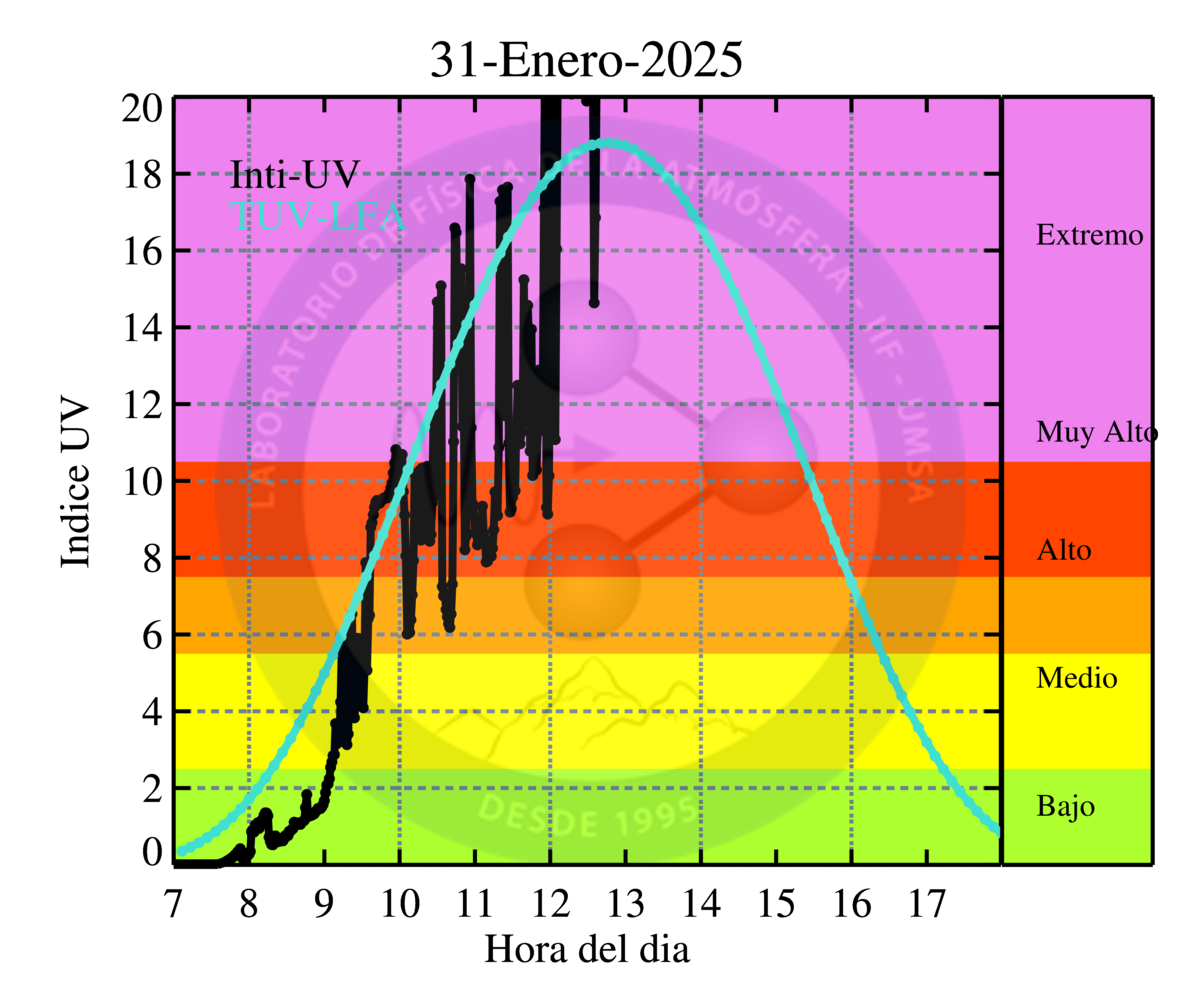 31-Enero-2025
Indice UV
20
18
16
14
12
10
8
6
4
2
0
Inti-UV
TUV-LFA
LABORATORIO DE FÍSICA DE LA ATMÓSFERA - IIF - UMSA
DESDE 1995
Extremo
Muy Alto
Alto
Medio
Bajo
7 8 9 10 11 12 13 14 15 16 17
Hora del dia